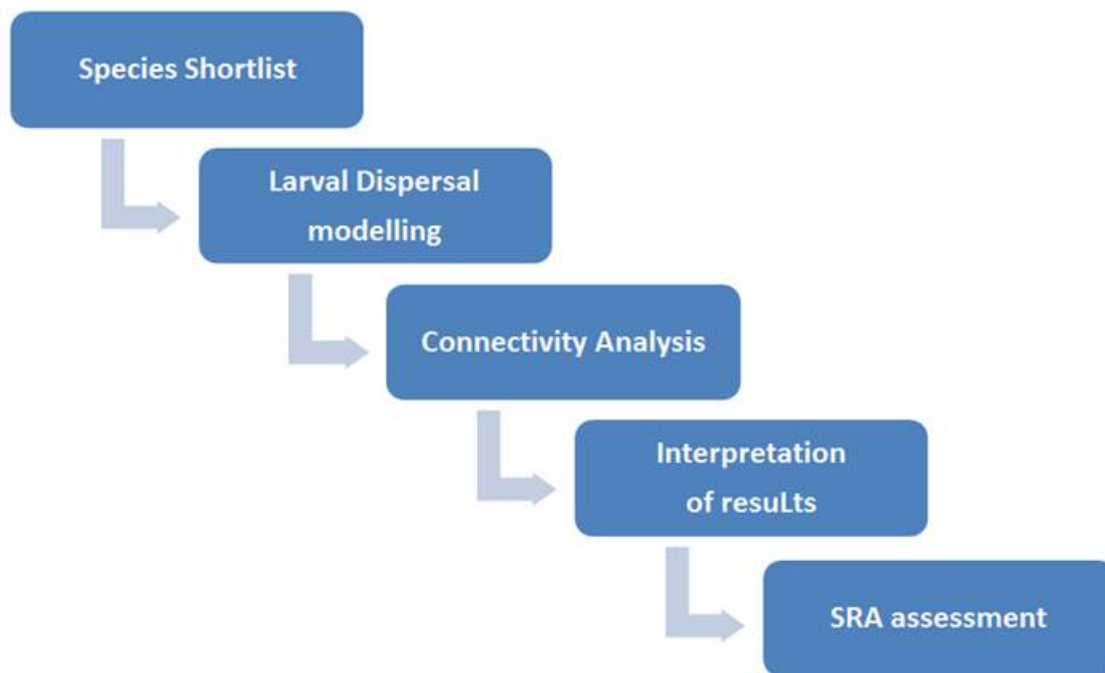 Species Shortlist
Larval Dispersal
modelling
Connectivity Analysis
Interpretation
of resuLts
SRA assessment